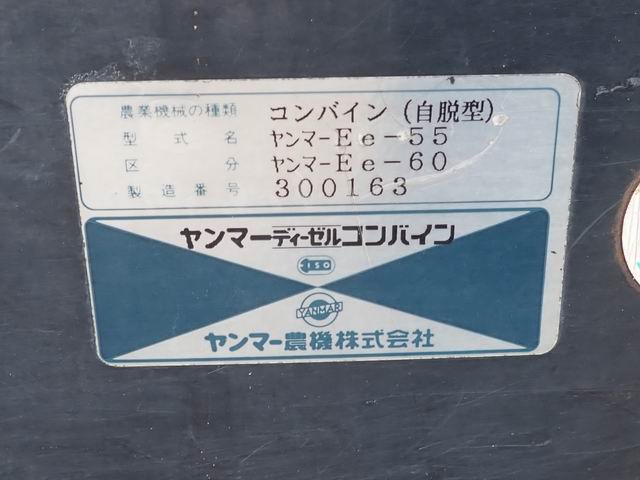 農業機械の種類 コンバイン（自脱型）
型式名 ヤンマーEe-55
区分 ヤンマーEe-60
製造番号 300163
ヤンマーディーゼルコンバイン
ISO
YANMAR
ヤンマー農機株式会社